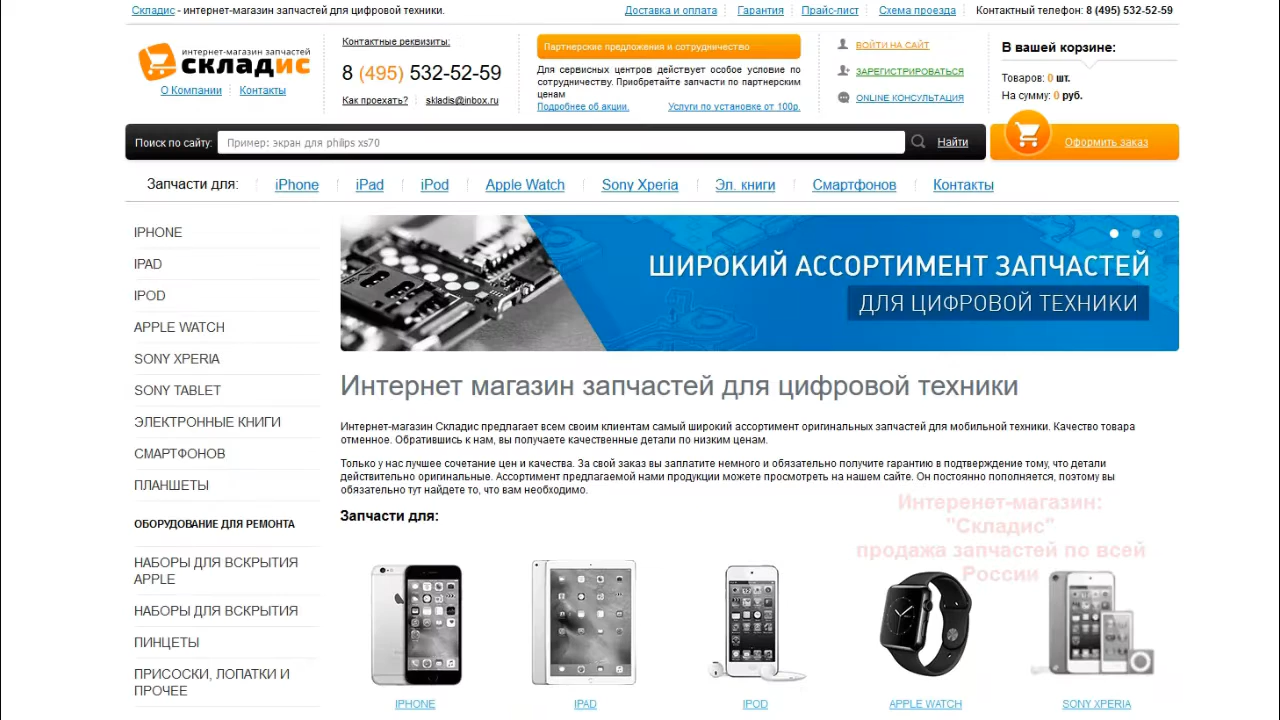 Складис - интернет-магазин запчастей для цифровой техники.
Доставка и оплата
Гарантия
Прайс-лист
Схема проезда
Контактный телефон: 8 (495) 532-52-59
интернет-магазин запчастей
складис
О Компании
Контакты
Контактные реквизиты:
8 (495) 532-52-59
Как проехать?
skladis@inbox.ru
Партнерские предложения и сотрудничество
Для сервисных центров действует особое условие по
сотрудничеству. Приобретайте запчасти по партнерским
ценам
Подробнее об акции.
Услуги по установке от 100р.
ВОЙТИ НА САЙТ
ЗАРЕГИСТРИРОВАТЬСЯ
ONLINE КОНСУЛЬТАЦИЯ
В вашей корзине:
Товаров: 0 шт.
На сумму: 0 руб.
Поиск по сайту:
Пример: экран для philips xs70
Найти
Оформить заказ
Запчасти для:
iPhone
iPad
iPod
Apple Watch
Sony Xperia
Эл. книги
Смартфонов
Контакты
IPHONE
IPAD
IPOD
APPLE WATCH
SONY XPERIA
SONY TABLET
ЭЛЕКТРОННЫЕ КНИГИ
СМАРТФОНОВ
ПЛАНШЕТЫ
ОБОРУДОВАНИЕ ДЛЯ РЕМОНТА
НАБОРЫ ДЛЯ ВСКРЫТИЯ
APPLE
НАБОРЫ ДЛЯ ВСКРЫТИЯ
ПИНЦЕТЫ
ПРИСОСКИ, ЛОПАТКИ И
ПРОЧЕЕ
ШИРОКИЙ АССОРТИМЕНТ ЗАПЧАСТЕЙ
ДЛЯ ЦИФРОВОЙ ТЕХНИКИ
Интернет магазин запчастей для цифровой техники
Интернет-магазин Складис предлагает всем своим клиентам самый широкий ассортимент оригинальных запчастей для мобильной техники. Качество товара
отменное. Обратившись к нам, вы получаете качественные детали по низким ценам.
Только у нас лучшее сочетание цен и качества. За свой заказ вы заплатите немного и обязательно получите гарантию в подтверждение тому, что детали
действительно оригинальные. Ассортимент предлагаемой нами продукции можете просмотреть на нашем сайте. Он постоянно пополняется, поэтому вы
обязательно тут найдете то, что вам необходимо.
Интеренет-магазин:
"Складис"
продажа запчастей по всей
России
Запчасти для:
IPHONE
IPAD
IPOD
APPLE WATCH
SONY XPERIA